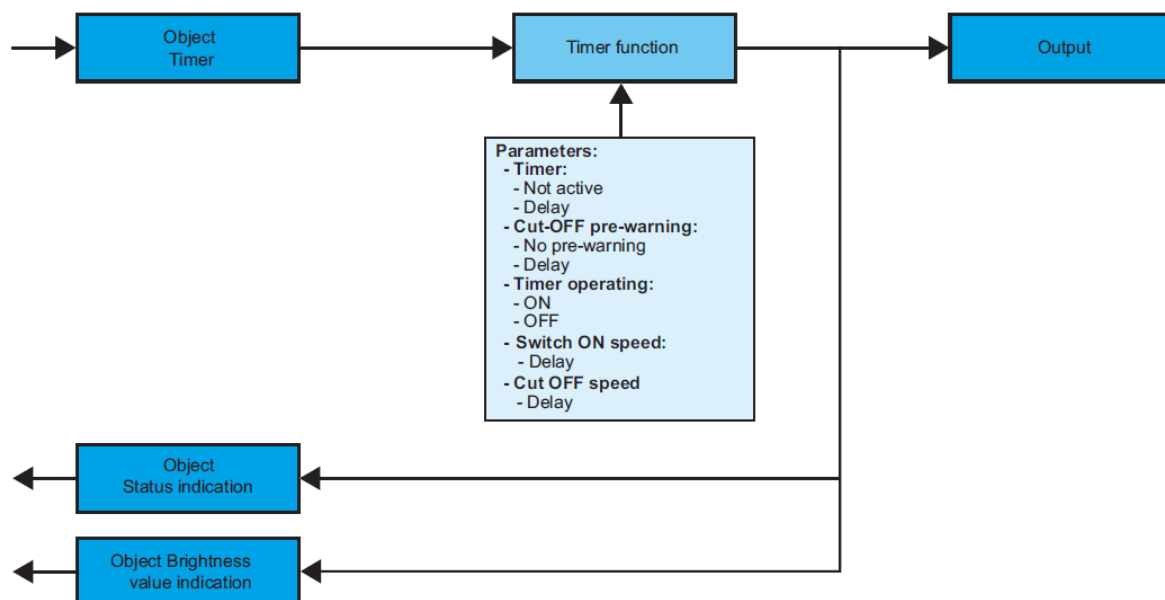 Object
Timer
Timer function
Output
Parameters:
- Timer:
- Not active
- Delay
- Cut-OFF pre-warning:
- No pre-warning
- Delay
- Timer operating:
- ON
- OFF
- Switch ON speed:
- Delay
- Cut OFF speed
- Delay
Object
Status indication
Object Brightness
value indication